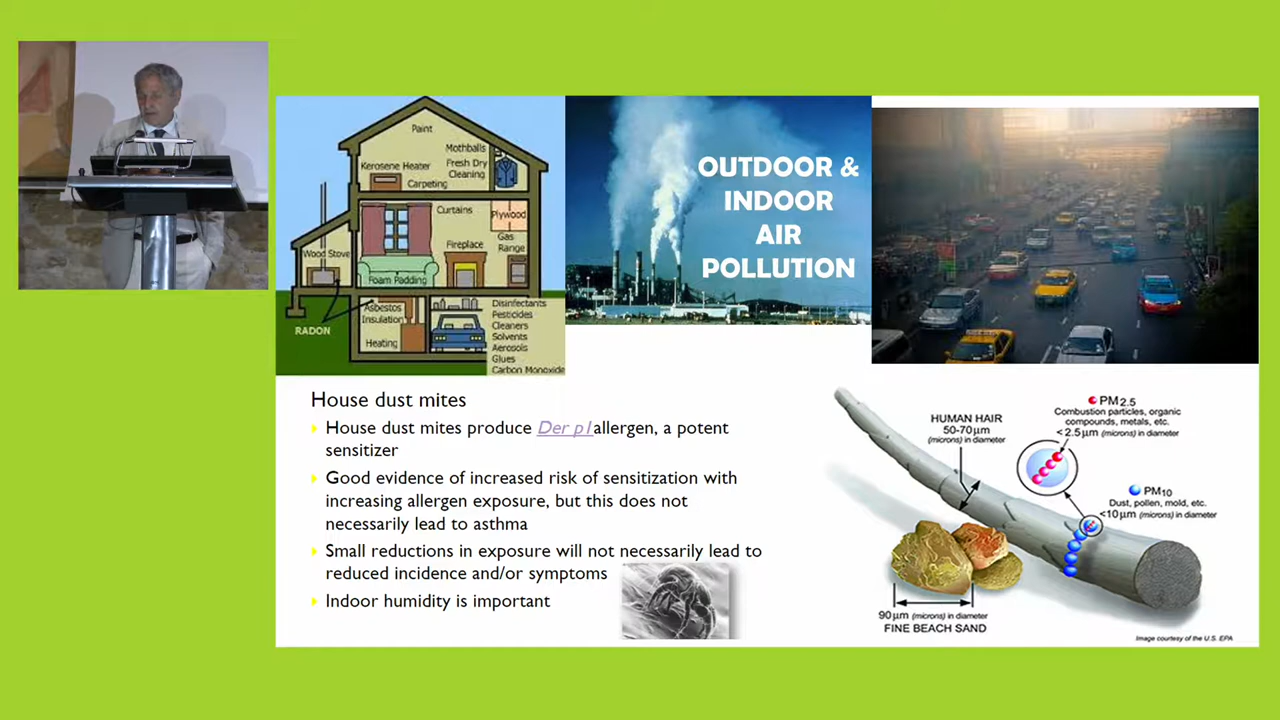 Paint
Mothballs
Kerosene Heater
Fresh Dry
Cleaning
Carpeting
Curtains
Plywood
Gas
Range
Fireplace
Wood Stove
Foam Padding
Asbestos
Insulation
Heating
RADON
Disinfectants
Pesticides
Cleaners
Solvents
Aerosols
Glues
Carbon Monoxide
OUTDOOR &
INDOOR
AIR
POLLUTION
House dust mites
House dust mites produce Der p1 allergen, a potent
sensitizer
Good evidence of increased risk of sensitization with
increasing allergen exposure, but this does not
necessarily lead to asthma
Small reductions in exposure will not necessarily lead to
reduced incidence and/or symptoms
Indoor humidity is important
HUMAN HAIR
50-70µm
(microns) in diameter
PM2.5
Combustion particles, organic
compounds, metals, etc.
<2.5µm (microns) in diameter
PM10
Dust, pollen, mold, etc.
<10µm (microns) in diameter
90µm (microns) in diameter
FINE BEACH SAND
Image courtesy of the U.S. EPA